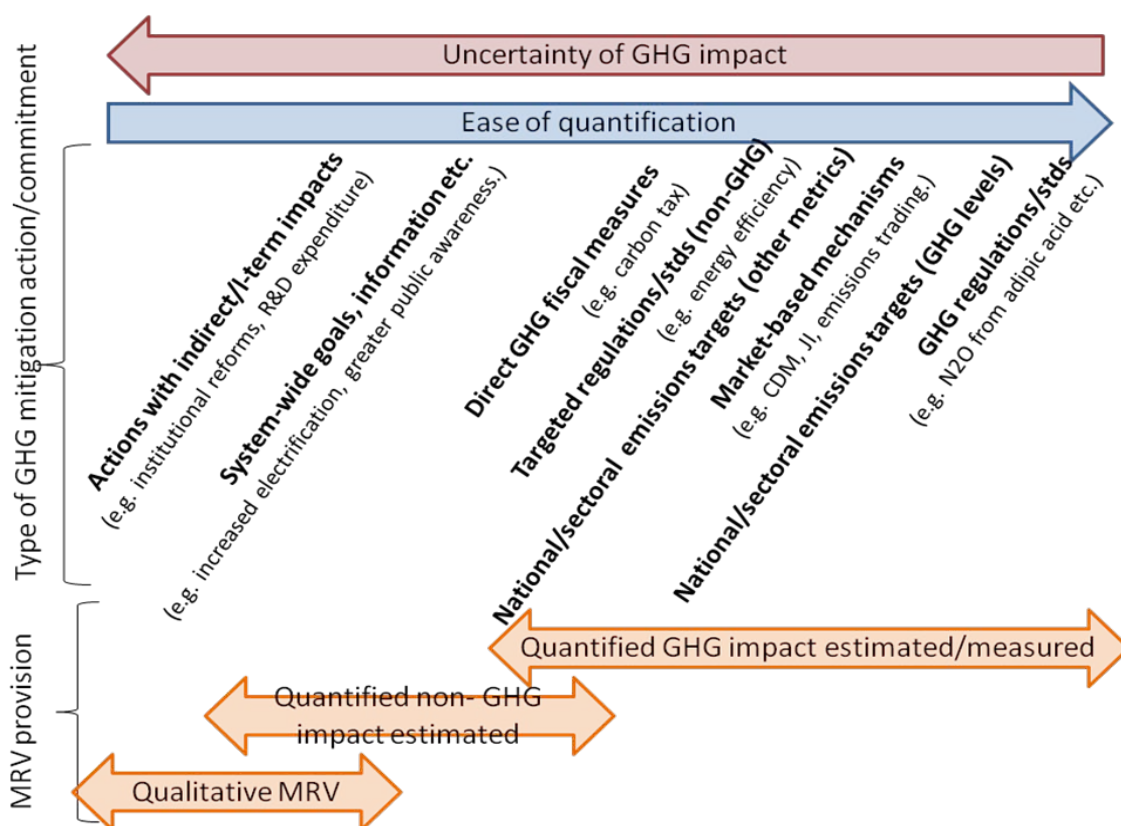 Uncertainty of GHG impact
Ease of quantification
Type of GHG mitigation action/commitment
Actions with indirect/l-term impacts
(e.g. institutional reforms, R&D expenditure)
System-wide goals, information etc.
(e.g. increased electrification, greater public awareness.)
Direct GHG fiscal measures
(e.g. carbon tax)
Targeted regulations/stds (non-GHG)
(e.g. energy efficiency)
National/sectoral emissions targets (other metrics)
Market-based mechanisms
(e.g. CDM, JI, emissions trading.)
National/sectoral emissions targets (GHG levels)
GHG regulations/stds
(e.g. N2O from adipic acid etc.)
MRV provision
Quantified GHG impact estimated/measured
Quantified non- GHG
impact estimated
Qualitative MRV